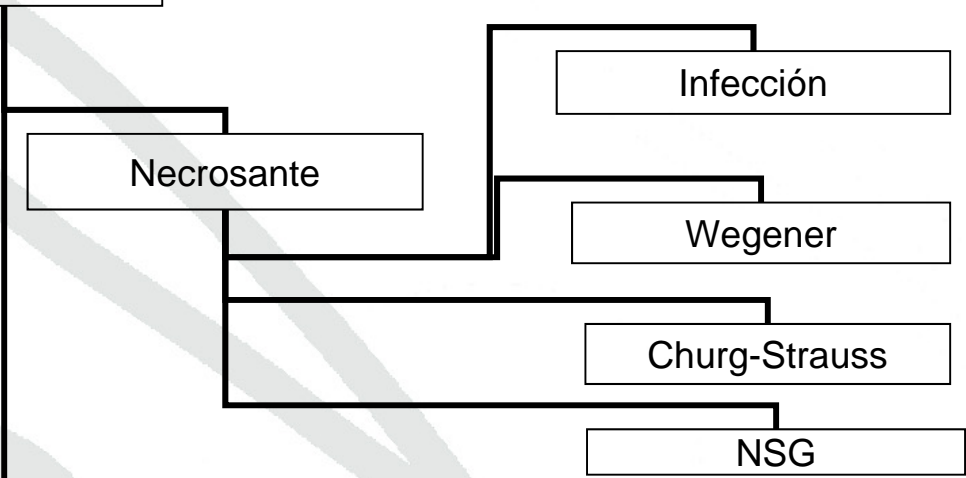 Infección
Necrosante
Wegener
Churg-Strauss
NSG